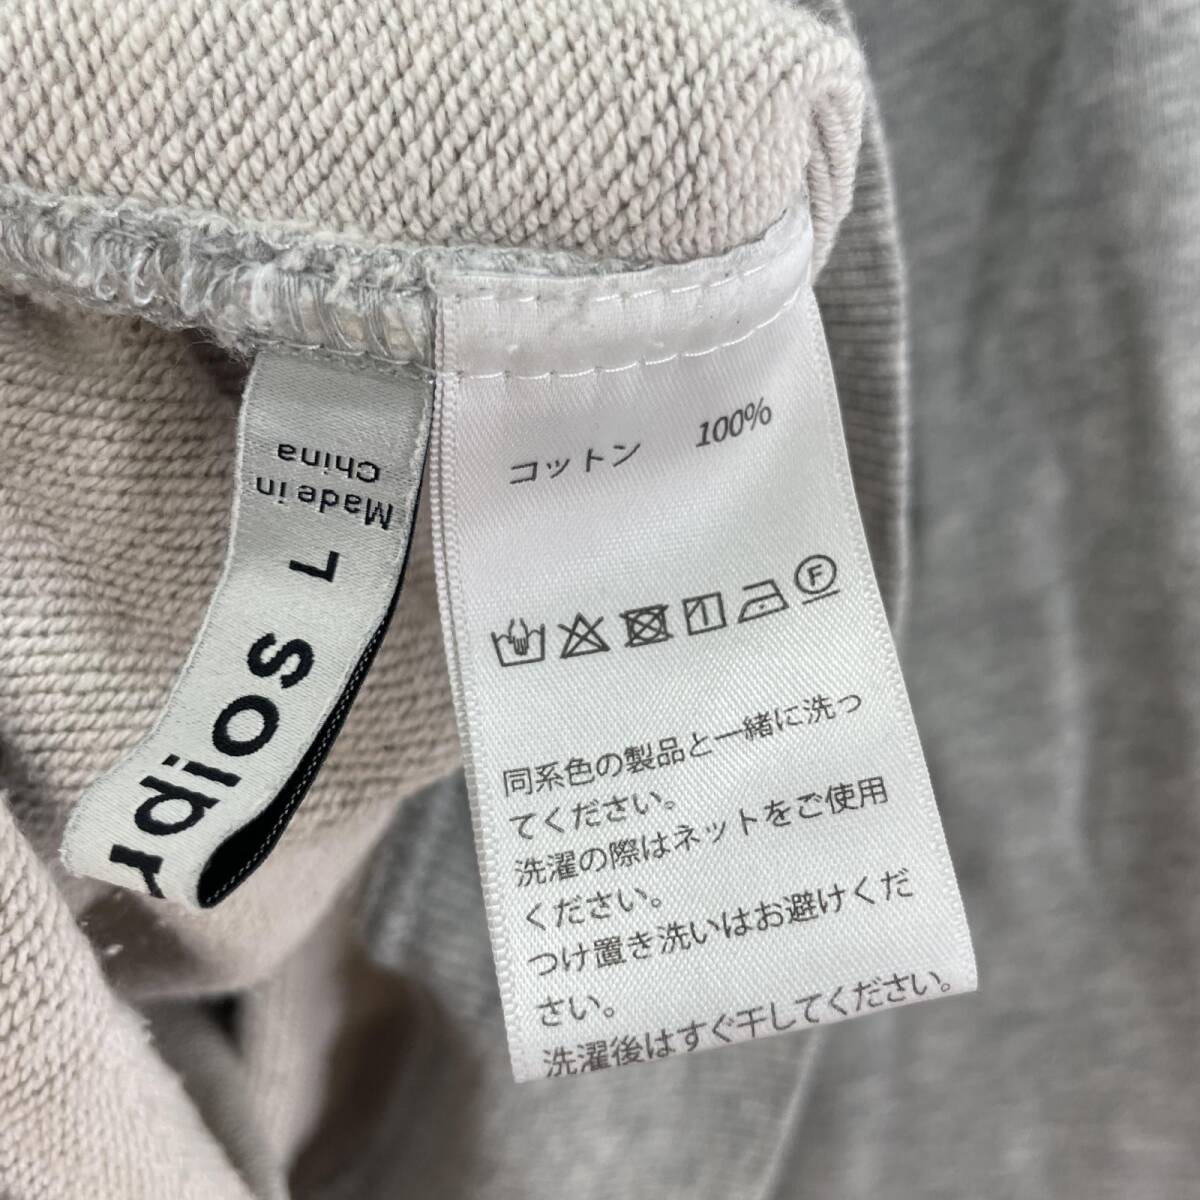 コットン 100%
F
同系色の製品と一緒に洗っ
てください。
洗濯の際はネットをご使用
ください。
つけ置き洗いはお避けくだ
さい。
洗濯後はすぐ干してください。
rdios
L
Made in
China